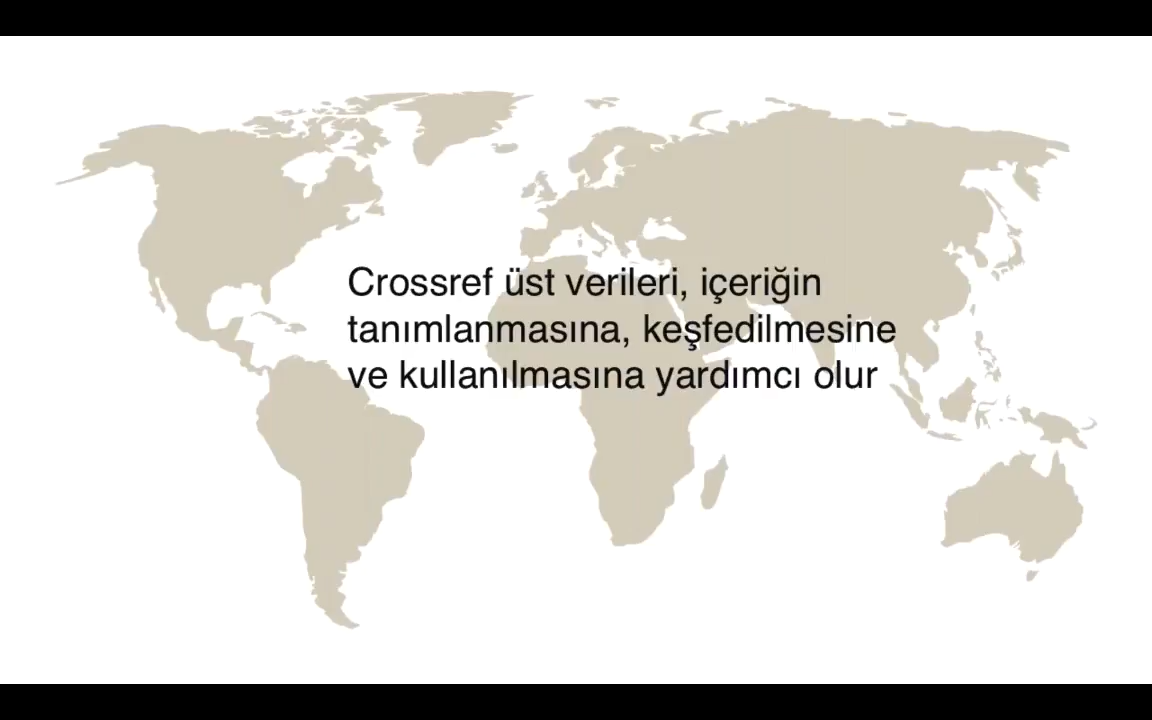 Crossref üst verileri, içeriğin
tanımlanmasına, keşfedilmesine
ve kullanılmasına yardımcı olur